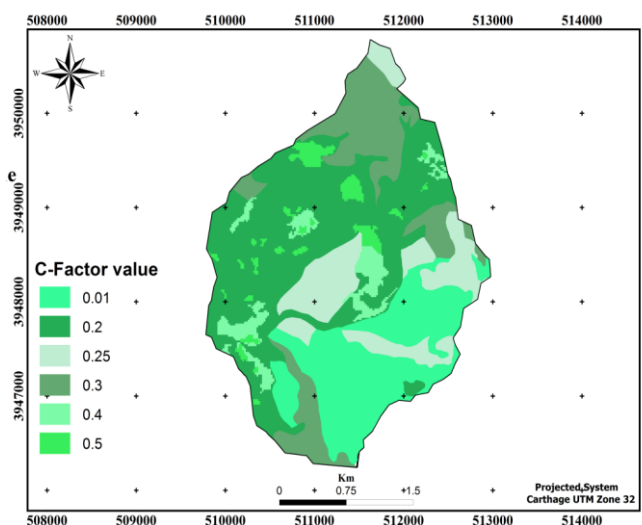 508000 509000 510000 511000 512000 513000 514000
N
W E
S
3950000
e
3949000
3948000
3947000
C-Factor value
0.01
0.2
0.25
0.3
0.4
0.5
Km
0 0.75 1.5
Projected,System
Carthage UTM Zone 32
508000 509000 510000 511000 512000 513000 514000